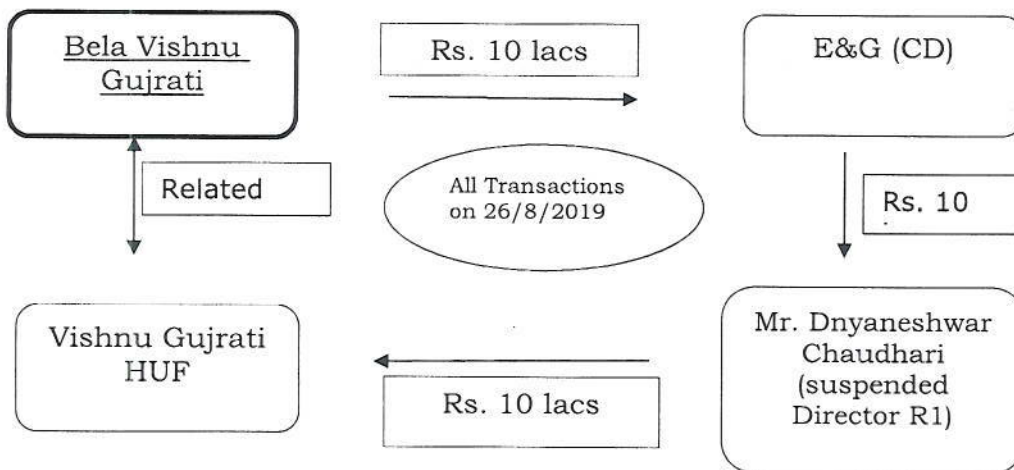 Bela Vishnu
Gujrati
Rs. 10 lacs
E&G (CD)
Related
All Transactions
on 26/8/2019
Rs. 10
Vishnu Gujrati
HUF
Rs. 10 lacs
Mr. Dnyaneshwar
Chaudhari
(suspended
Director R1)